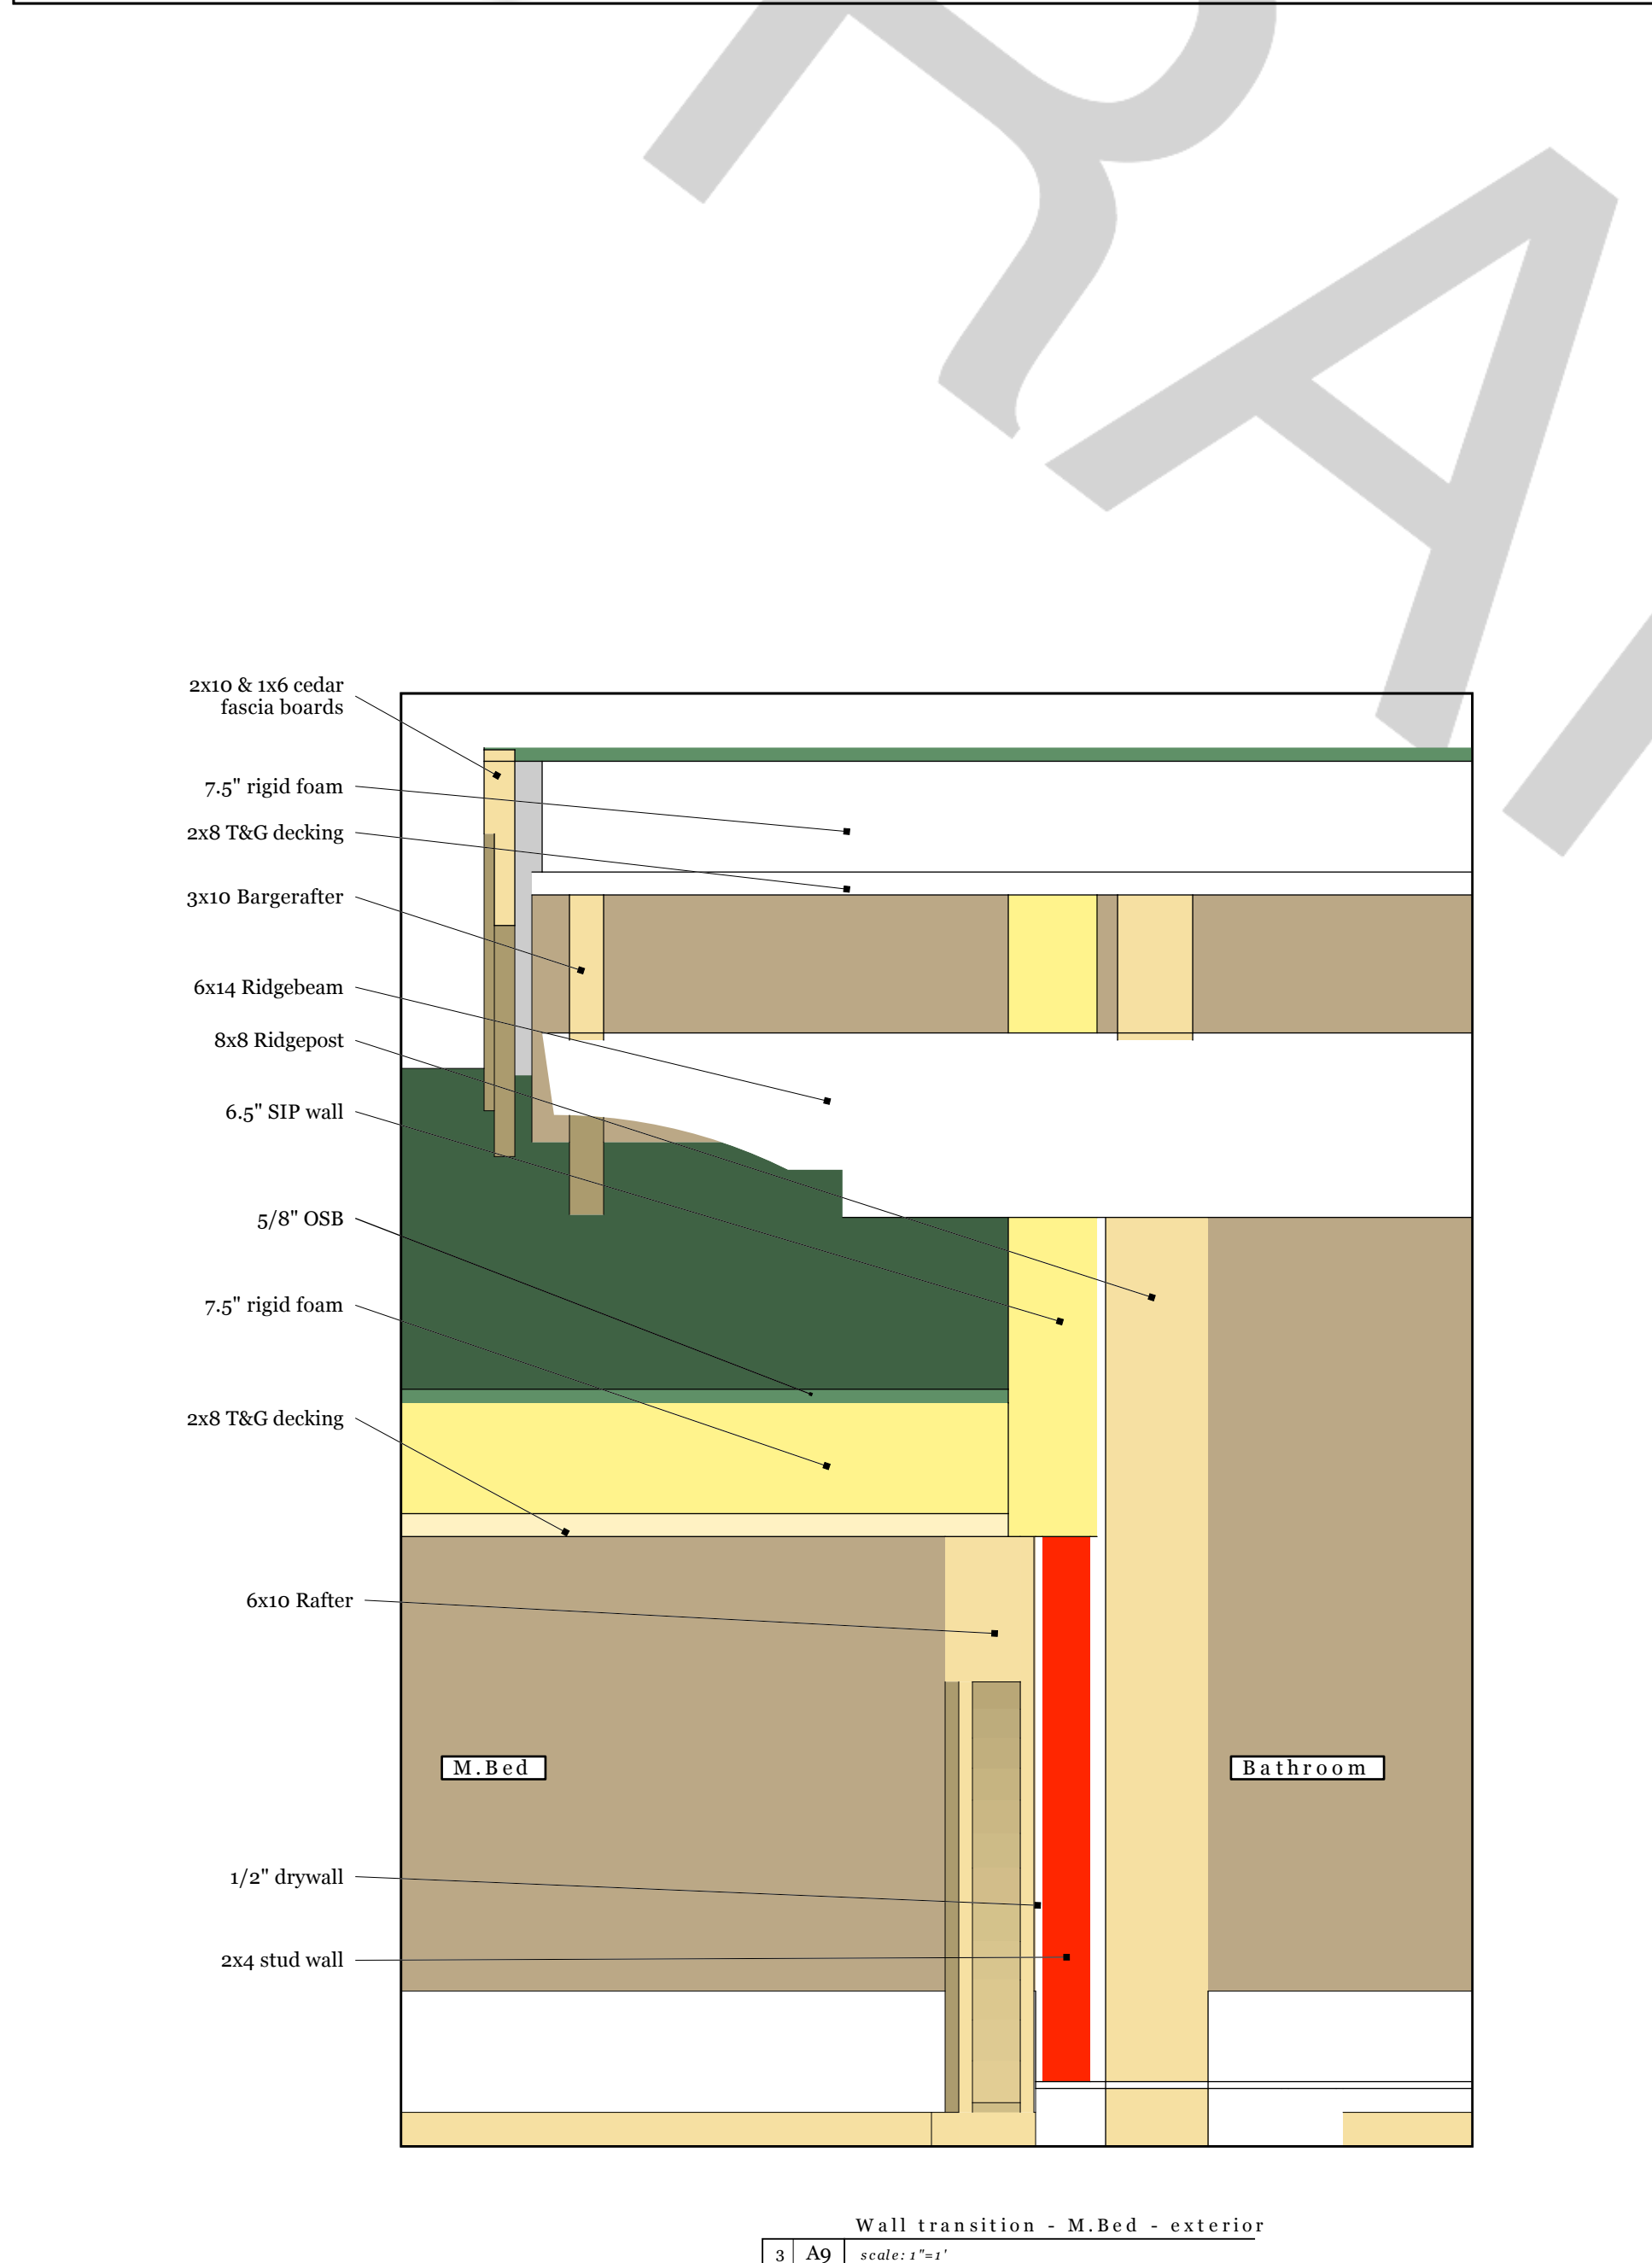 RA
2x10 & 1x6 cedar
fascia boards
7.5" rigid foam
2x8 T&G decking
3x10 Bargerafter
6x14 Ridgebeam
8x8 Ridgepost
6.5" SIP wall
5/8" OSB
7.5" rigid foam
2x8 T&G decking
6x10 Rafter
M.Bed
Bathroom
1/2" drywall
2x4 stud wall
Wall transition - M.Bed - exterior
3 A9 scale: 1"=1'